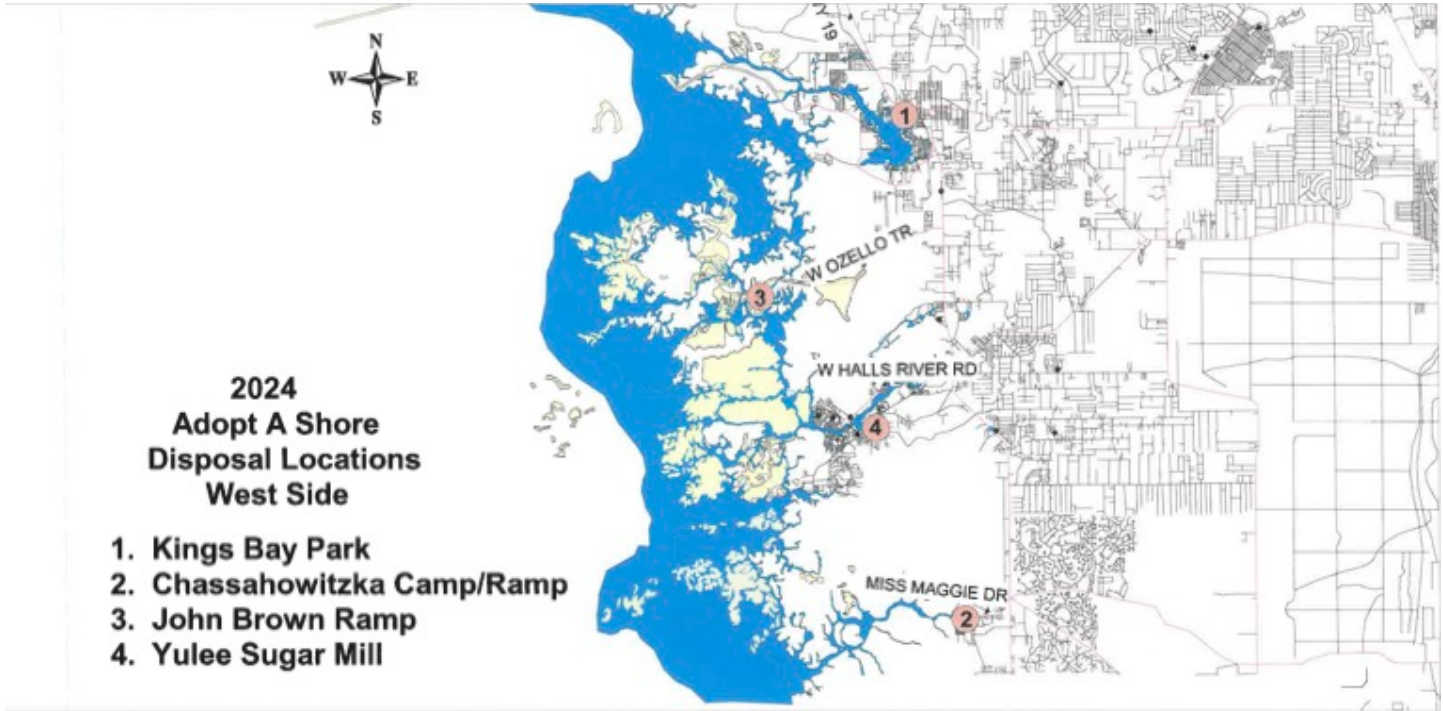 N
W E
S
Y 19
1
W OZELLO TR
3
W HALLS RIVER RD
4
2024
Adopt A Shore
Disposal Locations
West Side
1. Kings Bay Park
2. Chassahowitzka Camp/Ramp
3. John Brown Ramp
4. Yulee Sugar Mill
MISS MAGGIE DR
2